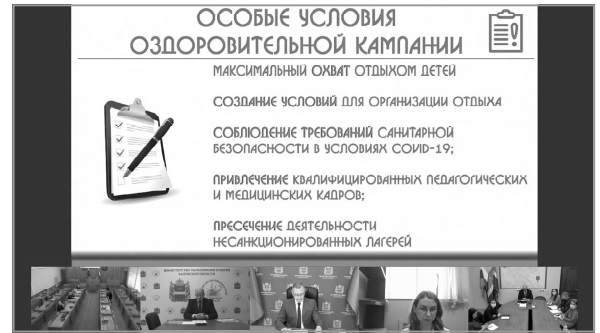 ОСОБЫЕ УСЛОВИЯ
ОЗДОРОВИТЕЛЬНОЙ КАМПАНИИ
МАКСИМАЛЬНЫЙ ОХВАТ ОТДЫХОМ ДЕТЕЙ
СОЗДАНИЕ УСЛОВИЙ ДЛЯ ОРГАНИЗАЦИИ ОТДЫХА
СОБЛЮДЕНИЕ ТРЕБОВАНИЙ САНИТАРНОЙ
БЕЗОПАСНОСТИ В УСЛОВИЯХ COVID-19;
ПРИВЛЕЧЕНИЕ КВАЛИФИЦИРОВАННЫХ ПЕДАГОГИЧЕСКИХ
И МЕДИЦИНСКИХ КАДРОВ;
ПРЕСЕЧЕНИЕ ДЕЯТЕЛЬНОСТИ
НЕСАНКЦИОНИРОВАННЫХ ЛАГЕРЕЙ